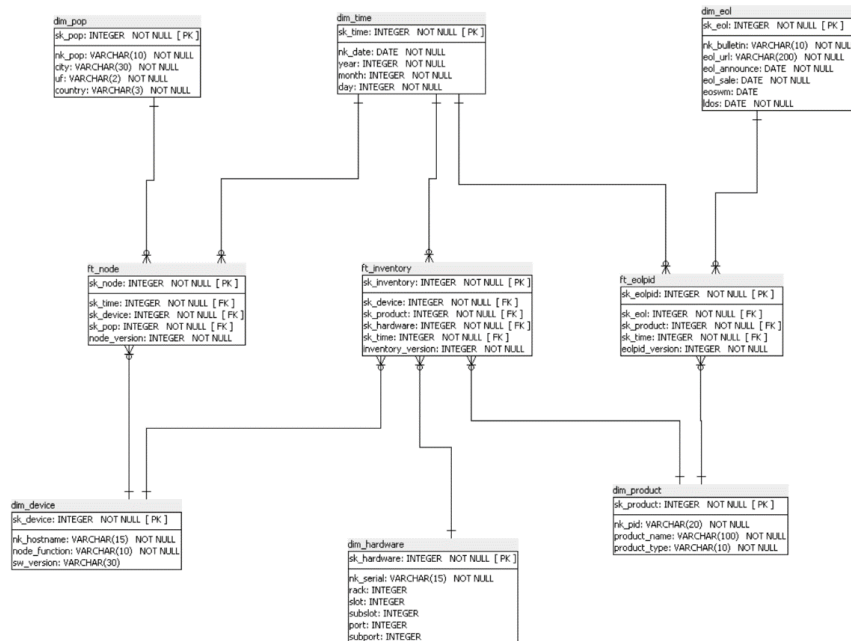 dim_pop
sk_pop: INTEGER NOT NULL [ PK ]
nk_pop: VARCHAR(10) NOT NULL
city: VARCHAR(30) NOT NULL
uf: VARCHAR(2) NOT NULL
country: VARCHAR(3) NOT NULL
dim_time
sk_time: INTEGER NOT NULL [ PK ]
nk_date: DATE NOT NULL
year: INTEGER NOT NULL
month: INTEGER NOT NULL
day: INTEGER NOT NULL
dim_eol
sk_eol: INTEGER NOT NULL [ PK ]
nk_bulletin: VARCHAR(10) NOT NULL
eol_url: VARCHAR(200) NOT NULL
eol_announce: DATE NOT NULL
eol_sale: DATE NOT NULL
eoswm: DATE
ldos: DATE NOT NULL
ft_node
sk_node: INTEGER NOT NULL [ PK ]
sk_time: INTEGER NOT NULL [ FK ]
sk_device: INTEGER NOT NULL [ FK ]
sk_pop: INTEGER NOT NULL [ FK ]
node_version: INTEGER NOT NULL
ft_inventory
sk_inventory: INTEGER NOT NULL [ PK ]
sk_device: INTEGER NOT NULL [ FK ]
sk_product: INTEGER NOT NULL [ FK ]
sk_hardware: INTEGER NOT NULL [ FK ]
sk_time: INTEGER NOT NULL [ FK ]
inventory_version: INTEGER NOT NULL
ft_eolpid
sk_eolpid: INTEGER NOT NULL [ PK ]
sk_eol: INTEGER NOT NULL [ FK ]
sk_product: INTEGER NOT NULL [ FK ]
sk_time: INTEGER NOT NULL [ FK ]
eolpid_version: INTEGER NOT NULL
dim_device
sk_device: INTEGER NOT NULL [ PK ]
nk_hostname: VARCHAR(15) NOT NULL
node_function: VARCHAR(10) NOT NULL
sw_version: VARCHAR(30)
dim_hardware
sk_hardware: INTEGER NOT NULL [ PK ]
nk_serial: VARCHAR(15) NOT NULL
rack: INTEGER
slot: INTEGER
subslot: INTEGER
port: INTEGER
subport: INTEGER
dim_product
sk_product: INTEGER NOT NULL [ PK ]
nk_pid: VARCHAR(20) NOT NULL
product_name: VARCHAR(100) NOT NULL
product_type: VARCHAR(10) NOT NULL